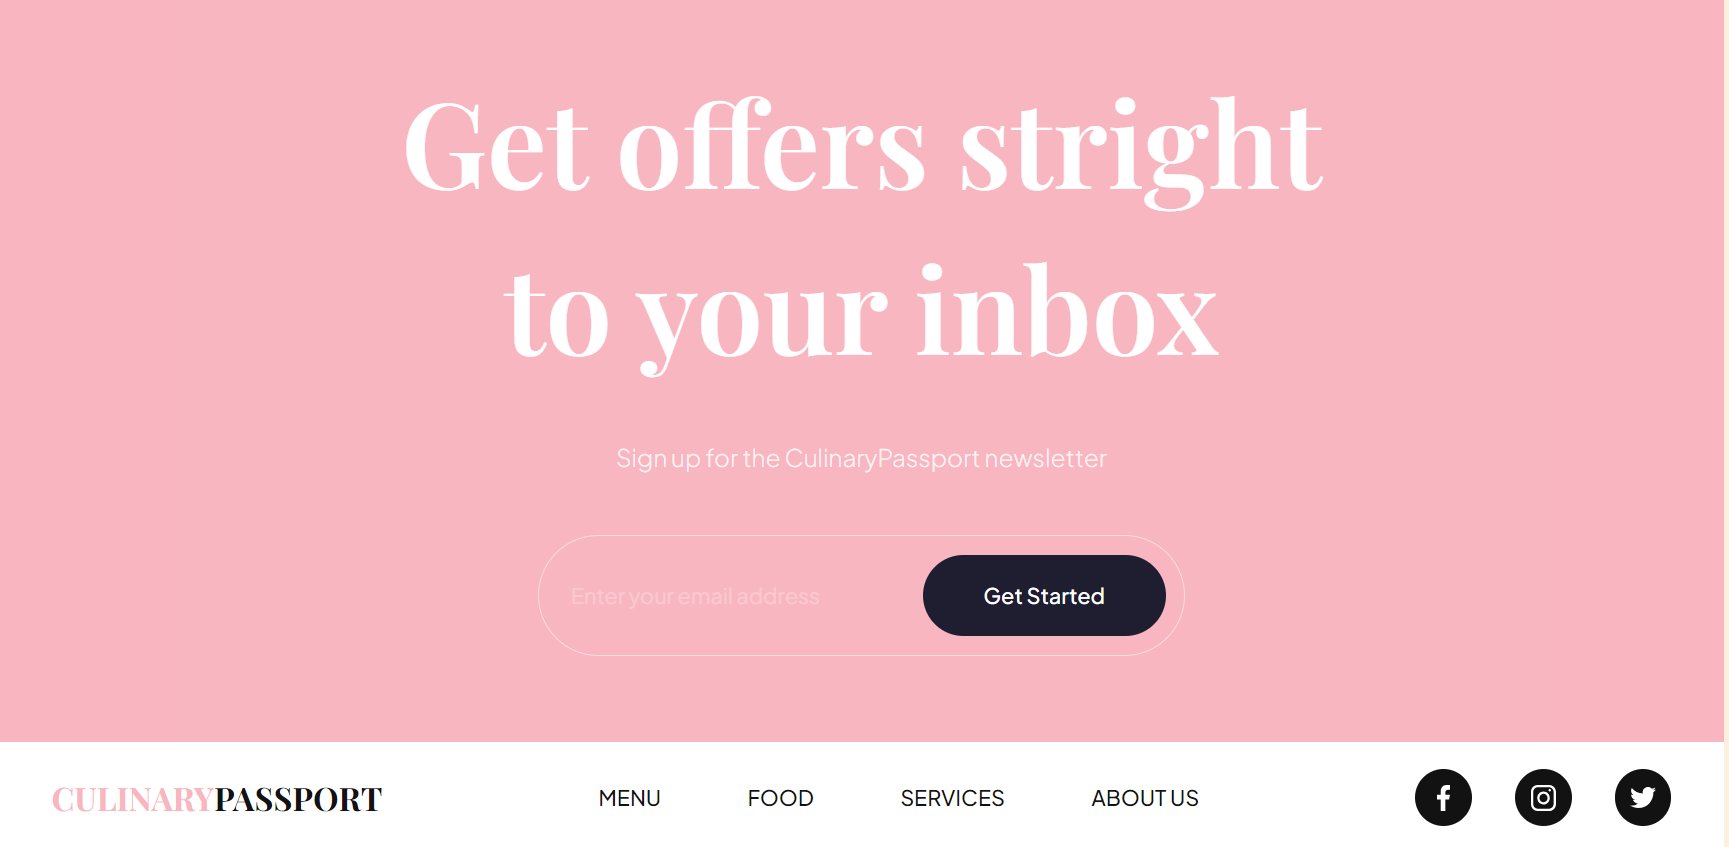 Get offers stright
to your inbox
Sign up for the CulinaryPassport newsletter
Enter your email address
Get Started
CULINARYPASSPORT
MENU
FOOD
SERVICES
ABOUT US